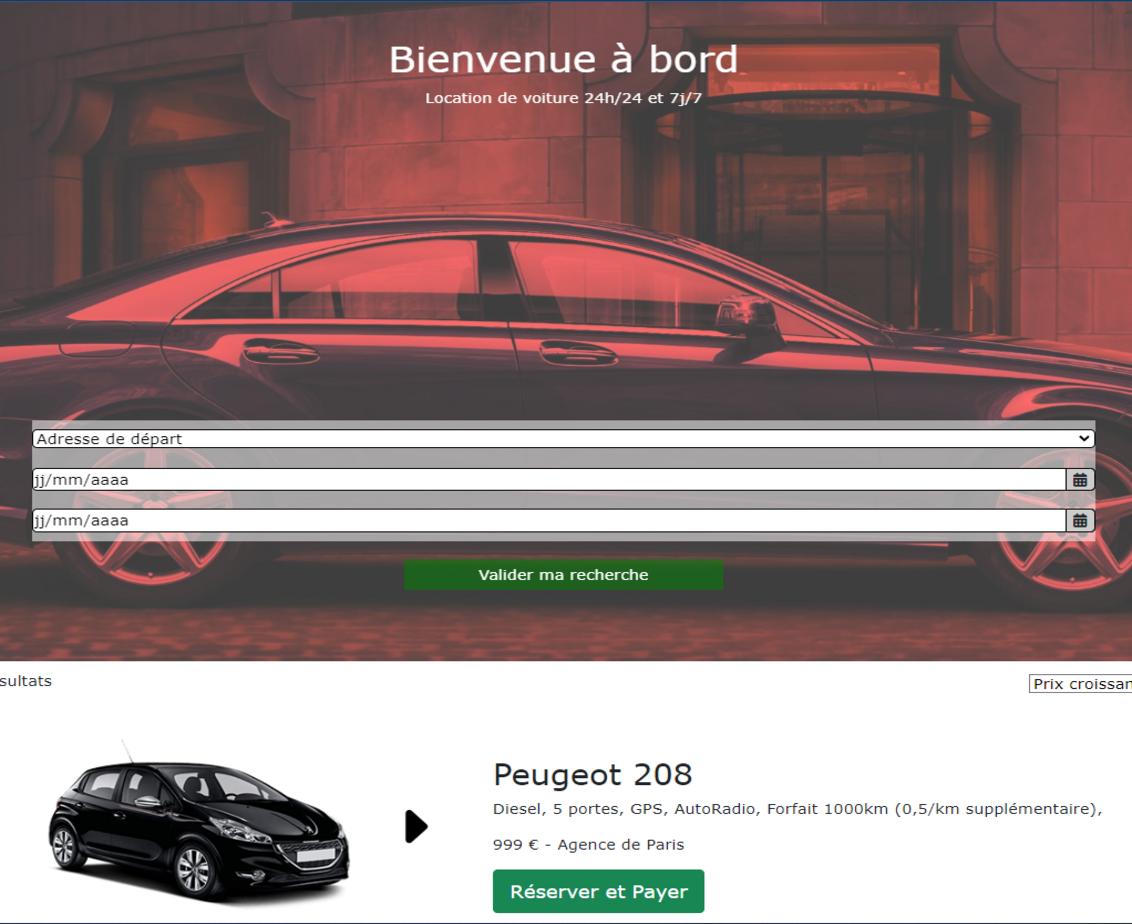 Bienvenue à bord
Location de voiture 24h/24 et 7j/7
Adresse de départ
jj/mm/aaaa
jj/mm/aaaa
Valider ma recherche
sultats
Prix croissan
Peugeot 208
Diesel, 5 portes, GPS, AutoRadio, Forfait 1000km (0,5/km supplémentaire),
999 € - Agence de Paris
Réserver et Payer